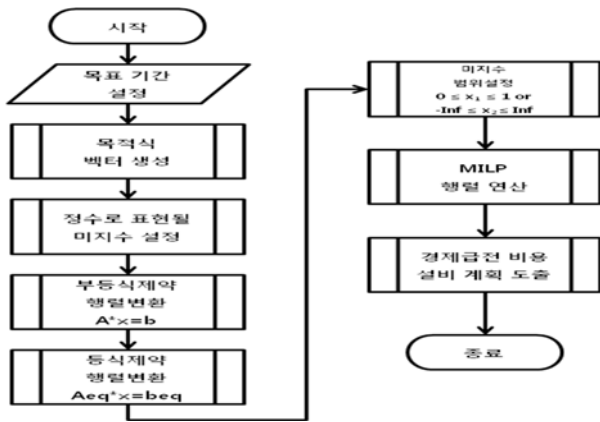 시작
목표 기간
설정
목적식
벡터 생성
정수로 표현될
미지수 설정
부등식제약
행렬변환
A*x=b
등식제약
행렬변환
Aeq*x=beq
미지수
범위설정
0 ≤ x₁ ≤ 1 or
-Inf ≤ x₂ ≤ Inf
MILP
행렬 연산
경제급전 비용
설비 계획 도출
종료